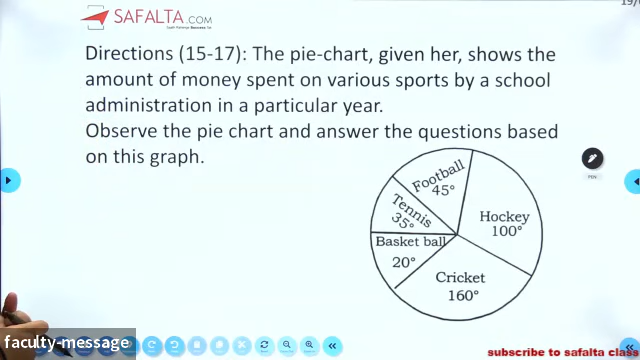 19/0
SAFALTA.COM
Directions (15-17): The pie-chart, given her, shows the
amount of money spent on various sports by a school
administration in a particular year.
Observe the pie chart and answer the questions based
on this graph.
PEN
Football
45°
Hockey
100°
Tennis
35°
Basket ball
20°
Cricket
160°
faculty-message
subscribe to safalta class